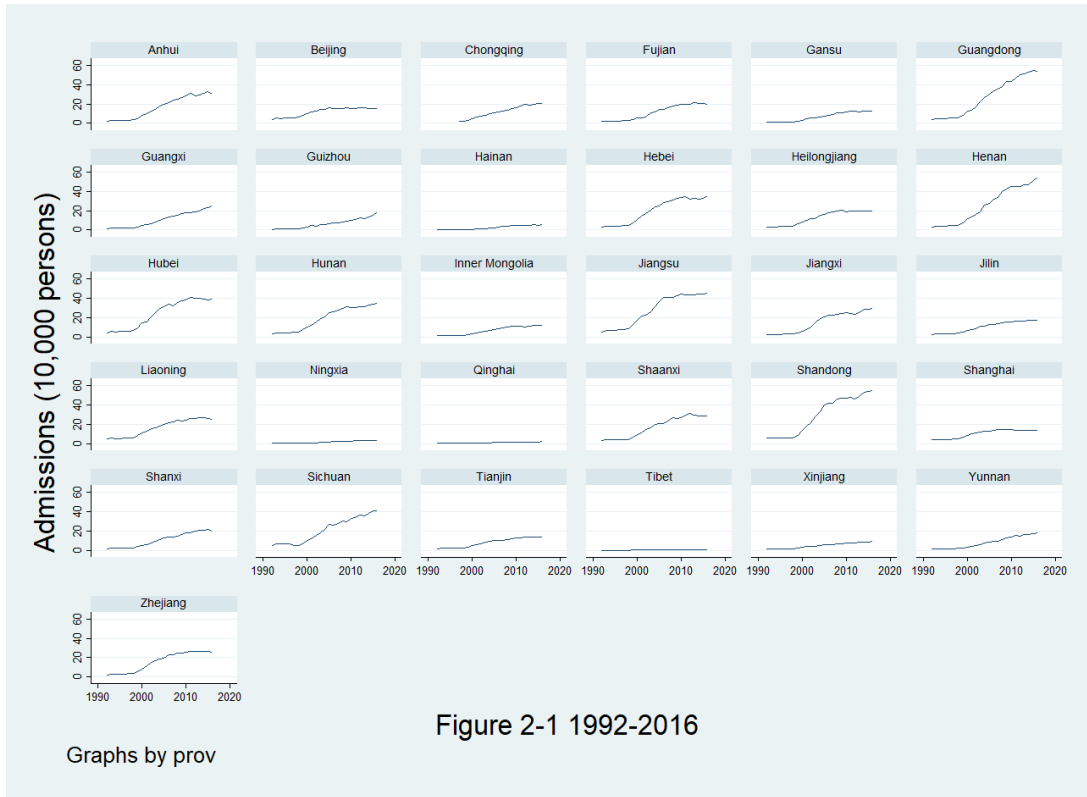 Anhui Beijing Chongqing Fujian Gansu Guangdong
60
40
20
0
Guangxi Guizhou Hainan Hebei Heilongjiang Henan
60
40
20
0
Hubei Hunan Inner Mongolia Jiangsu Jiangxi Jilin
60
40
20
0
Liaoning Ningxia Qinghai Shaanxi Shandong Shanghai
60
40
20
0
Shanxi Sichuan Tianjin Tibet Xinjiang Yunnan
60
40
20
0
1990 2000 2010 2020 1990 2000 2010 2020 1990 2000 2010 2020 1990 2000 2010 2020 1990 2000 2010 2020
Zhejiang
60
40
20
0
1990 2000 2010 2020
Admissions (10,000 persons)
Figure 2-1 1992-2016
Graphs by prov